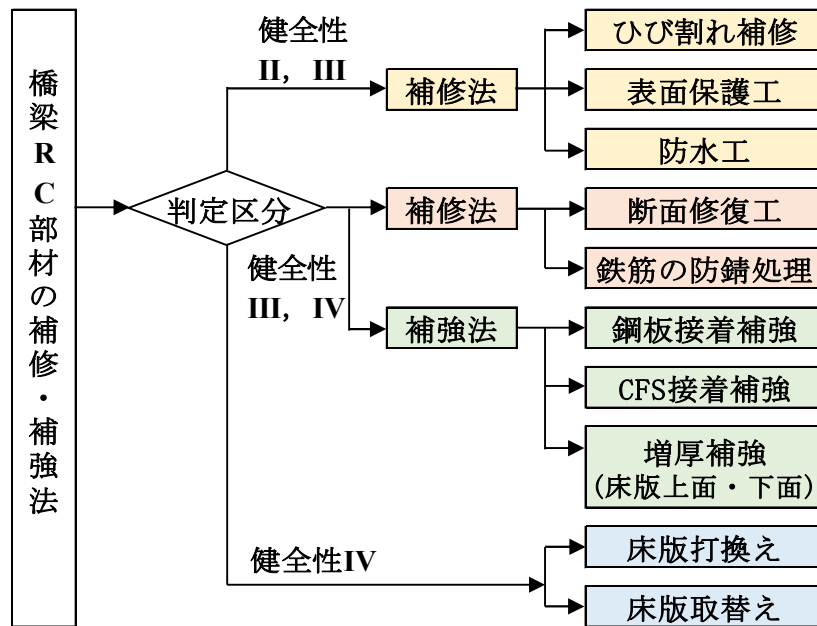 橋梁RC部材の補修・補強法
判定区分
健全性
II, III
補修法
ひび割れ補修
表面保護工
防水工
健全性
III, IV
補修法
断面修復工
鉄筋の防錆処理
補強法
鋼板接着補強
CFS接着補強
増厚補強
(床版上面・下面)
健全性IV
床版打換え
床版取替え